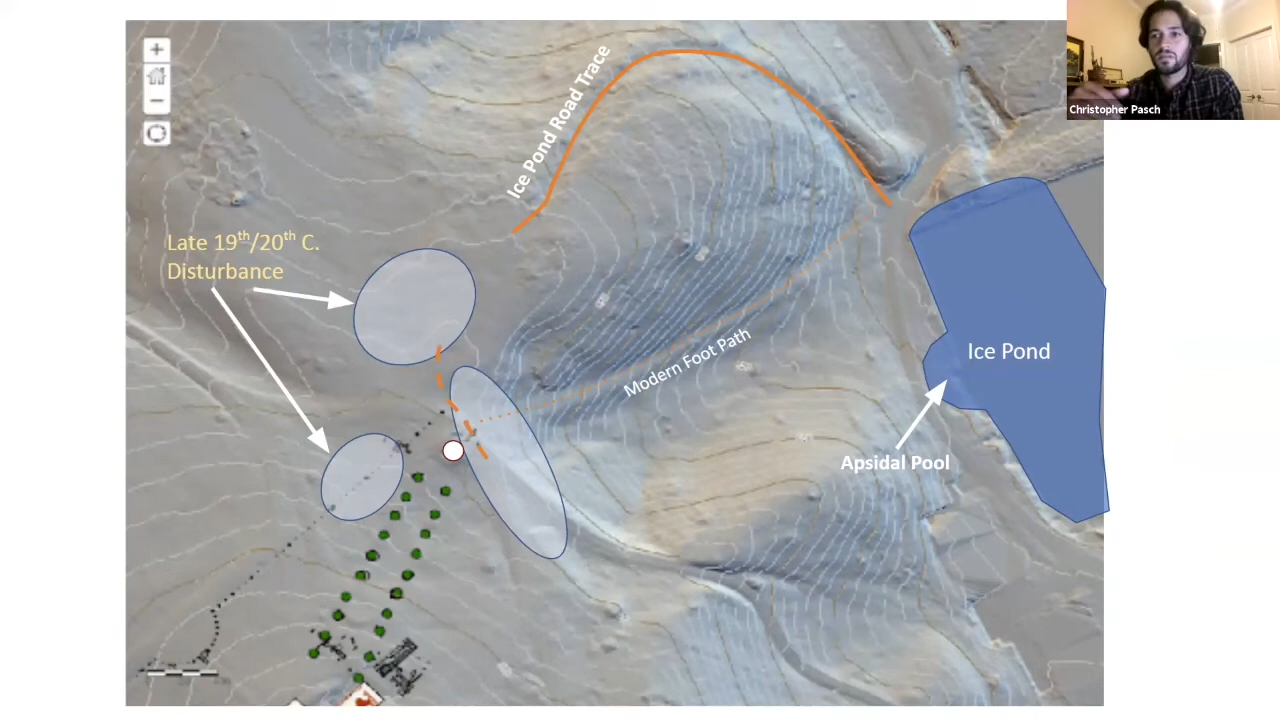 Christopher Pasch
Ice Pond Road Trace
Late 19th/20th C.
Disturbance
Modern Foot Path
Ice Pond
Apsidal Pool